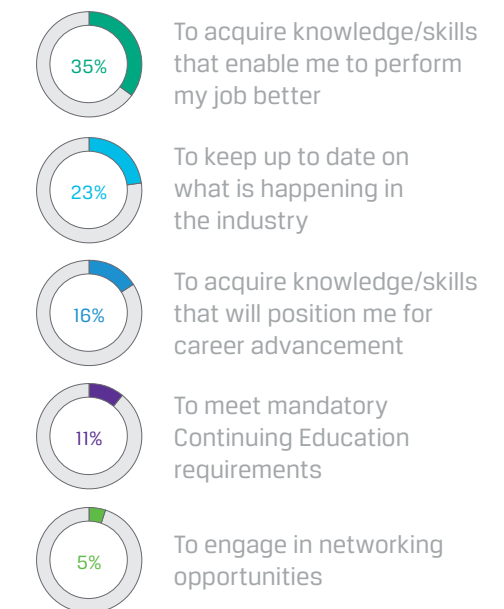 35%
To acquire knowledge/skills
that enable me to perform
my job better
23%
To keep up to date on
what is happening in
the industry
16%
To acquire knowledge/skills
that will position me for
career advancement
11%
To meet mandatory
Continuing Education
requirements
5%
To engage in networking
opportunities